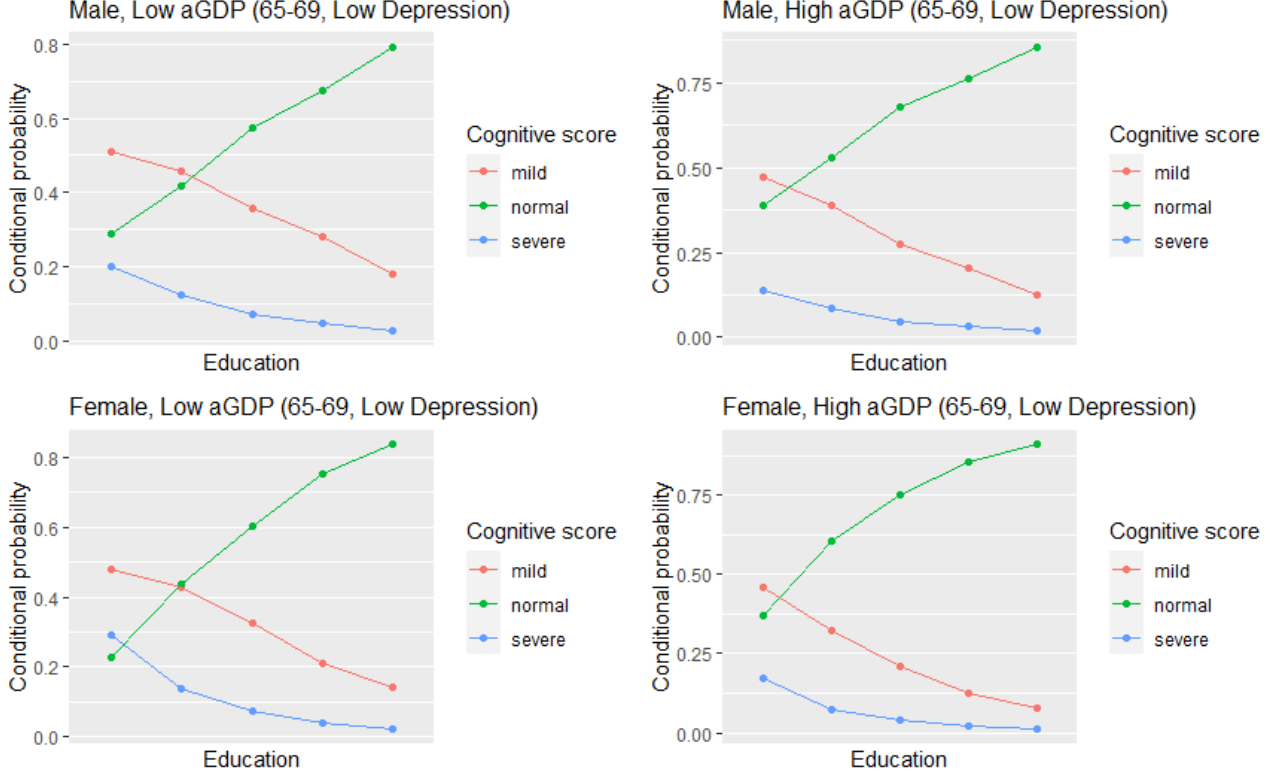 Male, Low aGDP (65-69, Low Depression)
Conditional probability
0.8
0.6
0.4
0.2
0.0
Education
Cognitive score
mild
normal
severe
Male, High aGDP (65-69, Low Depression)
Conditional probability
0.75
0.50
0.25
0.00
Education
Cognitive score
mild
normal
severe
Female, Low aGDP (65-69, Low Depression)
Conditional probability
0.8
0.6
0.4
0.2
0.0
Education
Cognitive score
mild
normal
severe
Female, High aGDP (65-69, Low Depression)
Conditional probability
0.75
0.50
0.25
0.00
Education
Cognitive score
mild
normal
severe